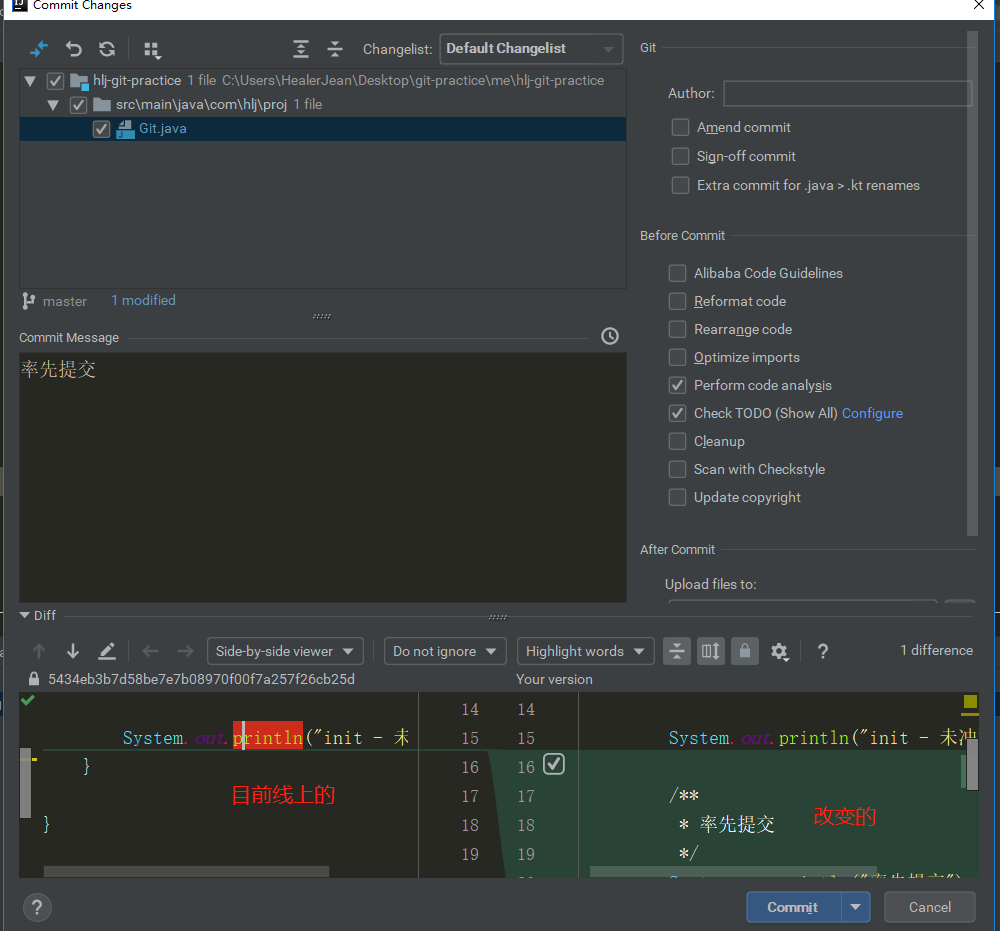 Commit Changes
Changelist: Default Changelist
hlj-git-practice 1 file C:\Users\HealerJean\Desktop\git-practice\me\hlj-git-practice
src\main\java\com\hlj\proj 1 file
Git.java
master 1 modified
Commit Message
率先提交
Git
Author:
Amend commit
Sign-off commit
Extra commit for .java > .kt renames
Before Commit
Alibaba Code Guidelines
Reformat code
Rearrange code
Optimize imports
Perform code analysis
Check TODO (Show All) Configure
Cleanup
Scan with Checkstyle
Update copyright
After Commit
Upload files to:
Diff
Side-by-side viewer Do not ignore Highlight words ? 1 difference
5434eb3b7d58be7e7b08970f00f7a257f26cb25d Your version
14 14
System.out.println("init - 未 15 15 System.out.println("init - 未冲
} 16 16
目前线上的 17 17 /**
} 18 18 * 率先提交 改变的
19 19 */
? Commit Cancel